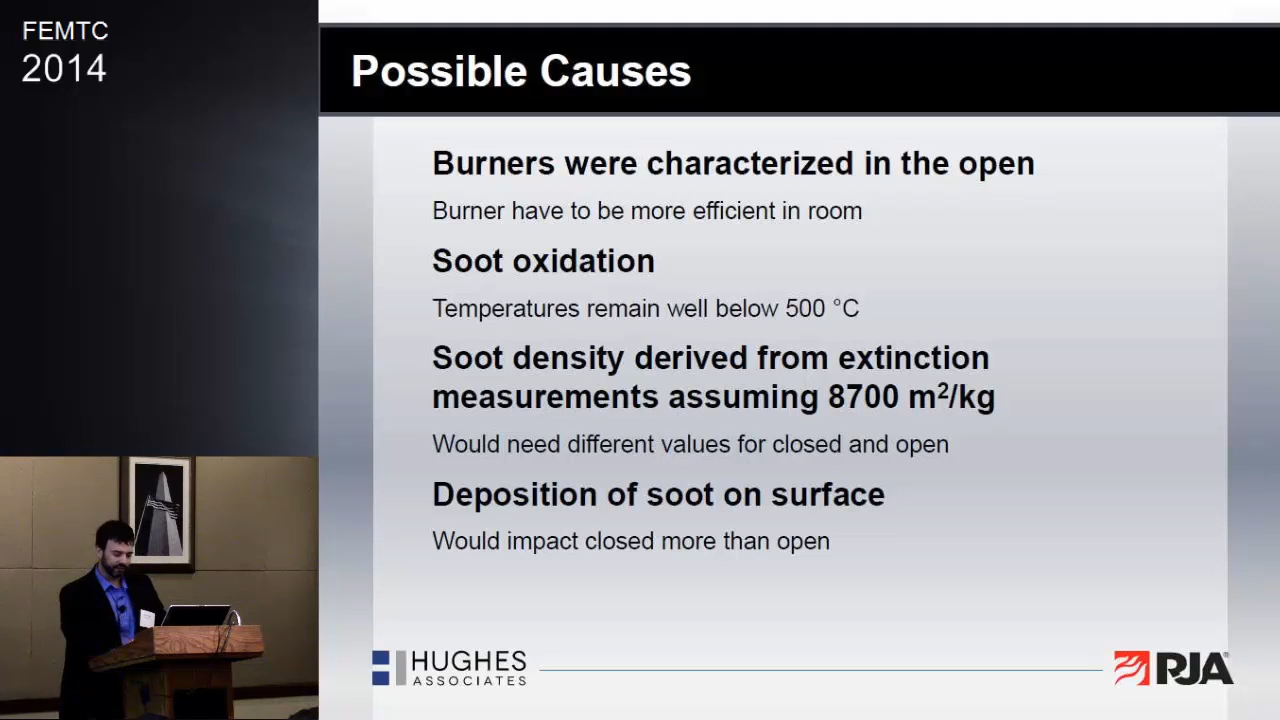 FEMTC
2014
Possible Causes
Burners were characterized in the open
Burner have to be more efficient in room
Soot oxidation
Temperatures remain well below 500 °C
Soot density derived from extinction
measurements assuming 8700 m²/kg
Would need different values for closed and open
Deposition of soot on surface
Would impact closed more than open
HUGHES
ASSOCIATES
RJA®